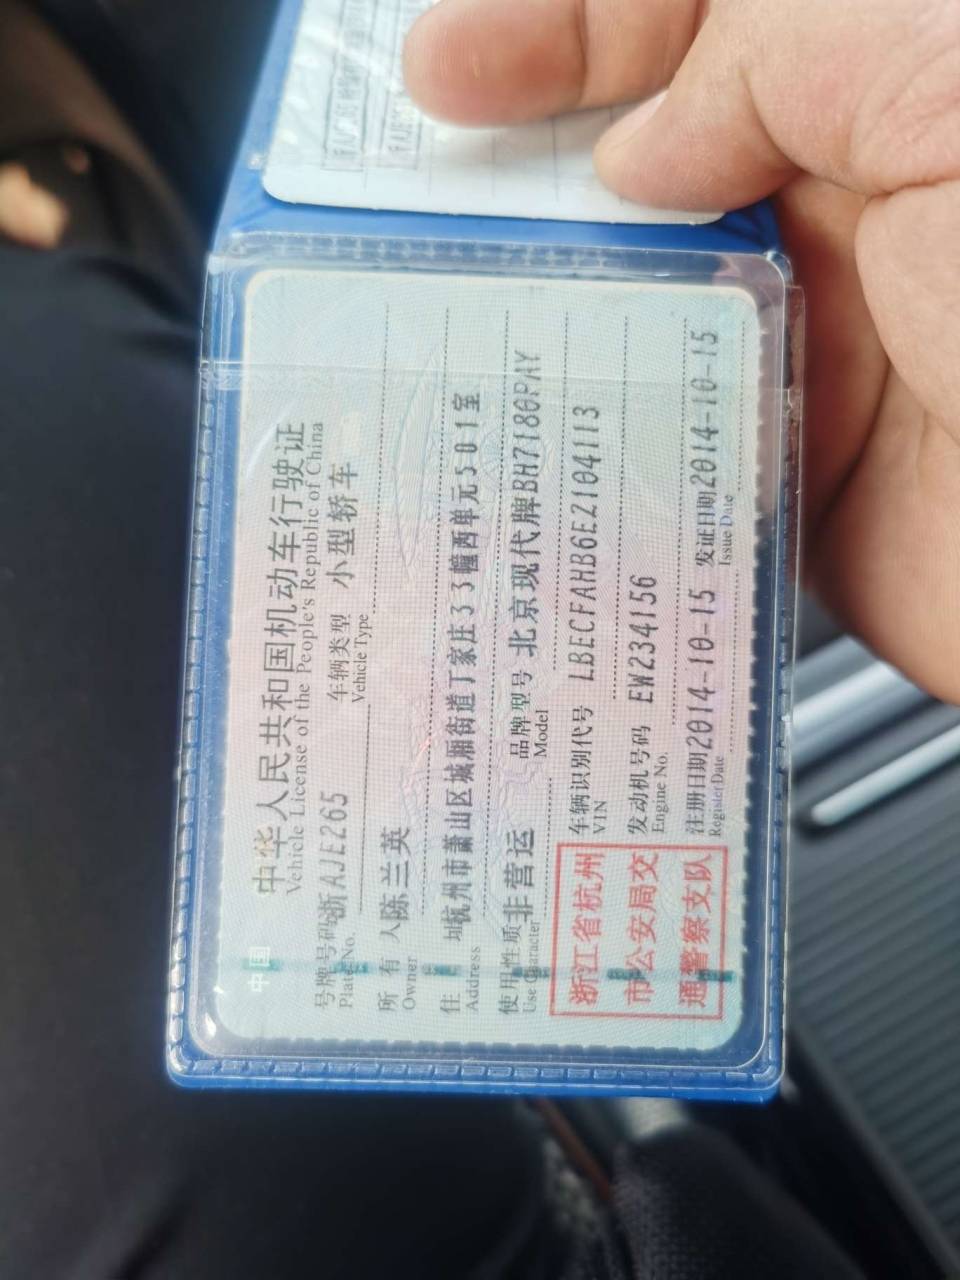 中国
中华人民共和国机动车行驶证
Vehicle License of the People's Republic of China
号牌号码 浙AJE265 车辆类型 小型轿车
Plate No. Vehicle Type
所有人 陈兰英
Owner
住址 杭州市萧山区城厢街道丁家庄33幢西单元501室
Address
使用性质 非营运 品牌型号 北京现代牌BH7180PAY
Use Character Model
浙江省杭州
市公安局交
通警察支队
车辆识别代号 LBECFAHB6EZ104113
VIN
发动机号码 EW234156
Engine No.
注册日期 2014-10-15 发证日期 2014-10-15
Register Date Issue Date